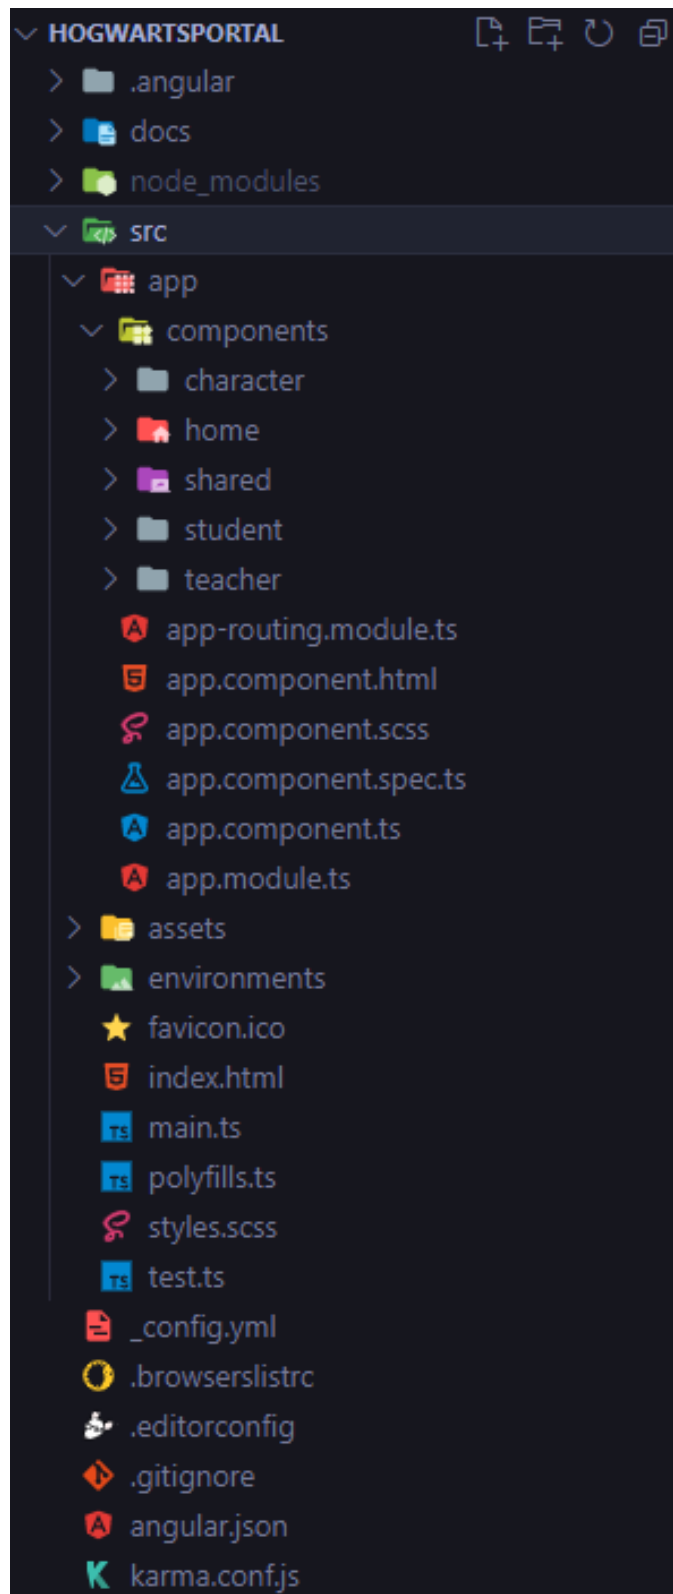 HOGWARTSPORTAL
.angular
docs
node_modules
src
app
components
character
home
shared
student
teacher
app-routing.module.ts
app.component.html
app.component.scss
app.component.spec.ts
app.component.ts
app.module.ts
assets
environments
favicon.ico
index.html
main.ts
polyfills.ts
styles.scss
test.ts
_config.yml
.browserslistrc
.editorconfig
.gitignore
angular.json
karma.conf.js